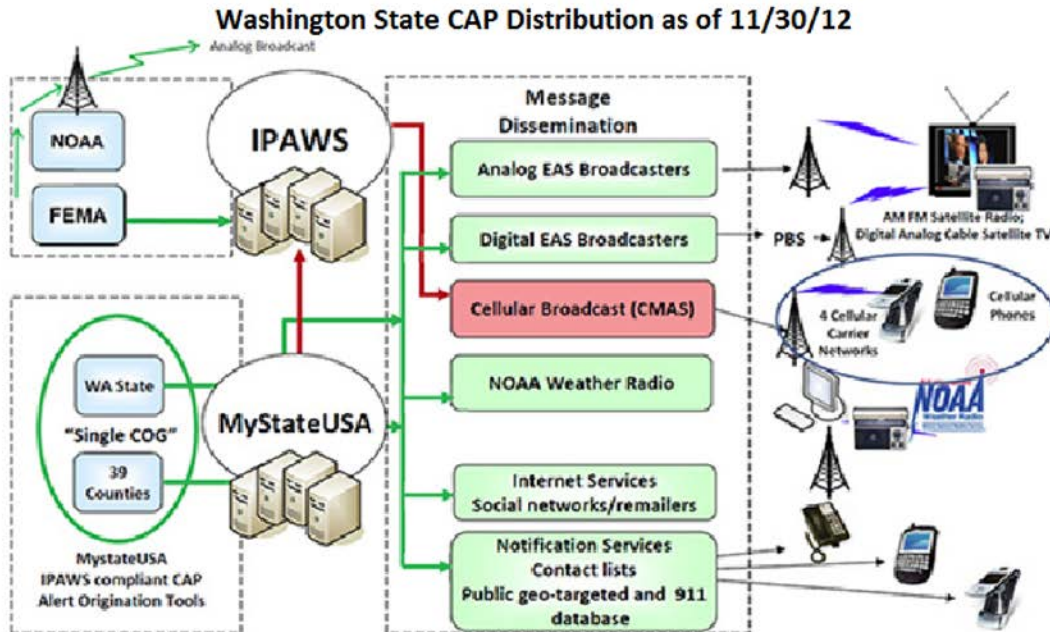 Washington State CAP Distribution as of 11/30/12
Analog Broadcast
NOAA
FEMA
IPAWS
Message
Dissemination
Analog EAS Broadcasters
Digital EAS Broadcasters
Cellular Broadcast (CMAS)
NOAA Weather Radio
Internet Services
Social networks/remailers
Notification Services
Contact lists
Public geo-targeted and 911
database
PBS
AM FM Satellite Radio;
Digital Analog Cable Satellite TV
4 Cellular
Carrier
Networks
Cellular
Phones
NOAA
Weather Radio
WA State
"Single COG"
39
Counties
MyStateUSA
MystateUSA
IPAWS compliant CAP
Alert Origination Tools